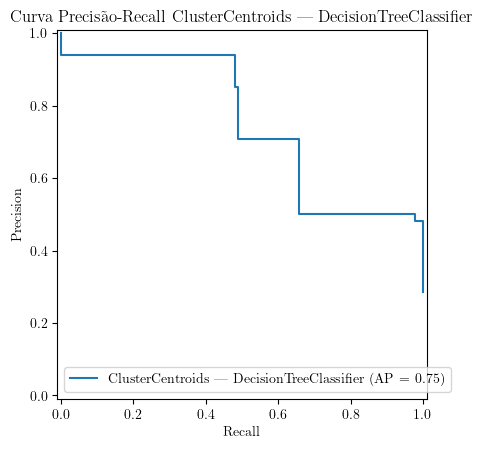 Curva Precisão-Recall ClusterCentroids — DecisionTreeClassifier
1.0
0.8
0.6
0.4
0.2
0.0
Precision
ClusterCentroids — DecisionTreeClassifier (AP = 0.75)
0.0 0.2 0.4 0.6 0.8 1.0
Recall